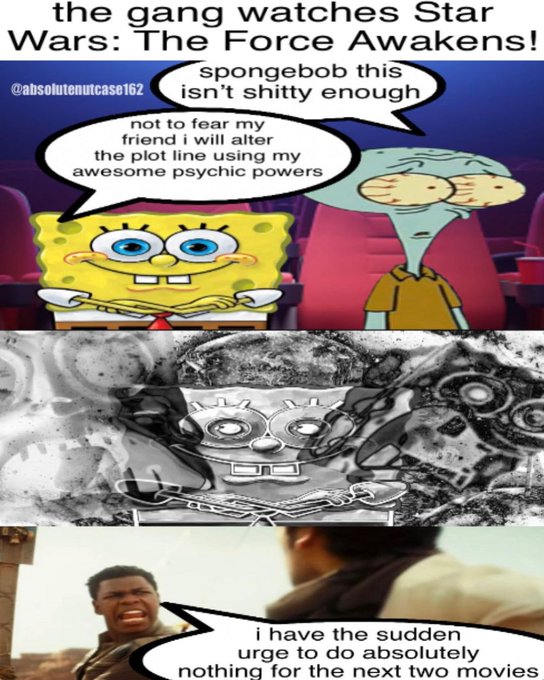 the gang watches Star
Wars: The Force Awakens!
@absolutenutcase162
spongebob this
isn't shitty enough
not to fear my
friend i will alter
the plot line using my
awesome psychic powers
i have the sudden
urge to do absolutely
nothing for the next two movies